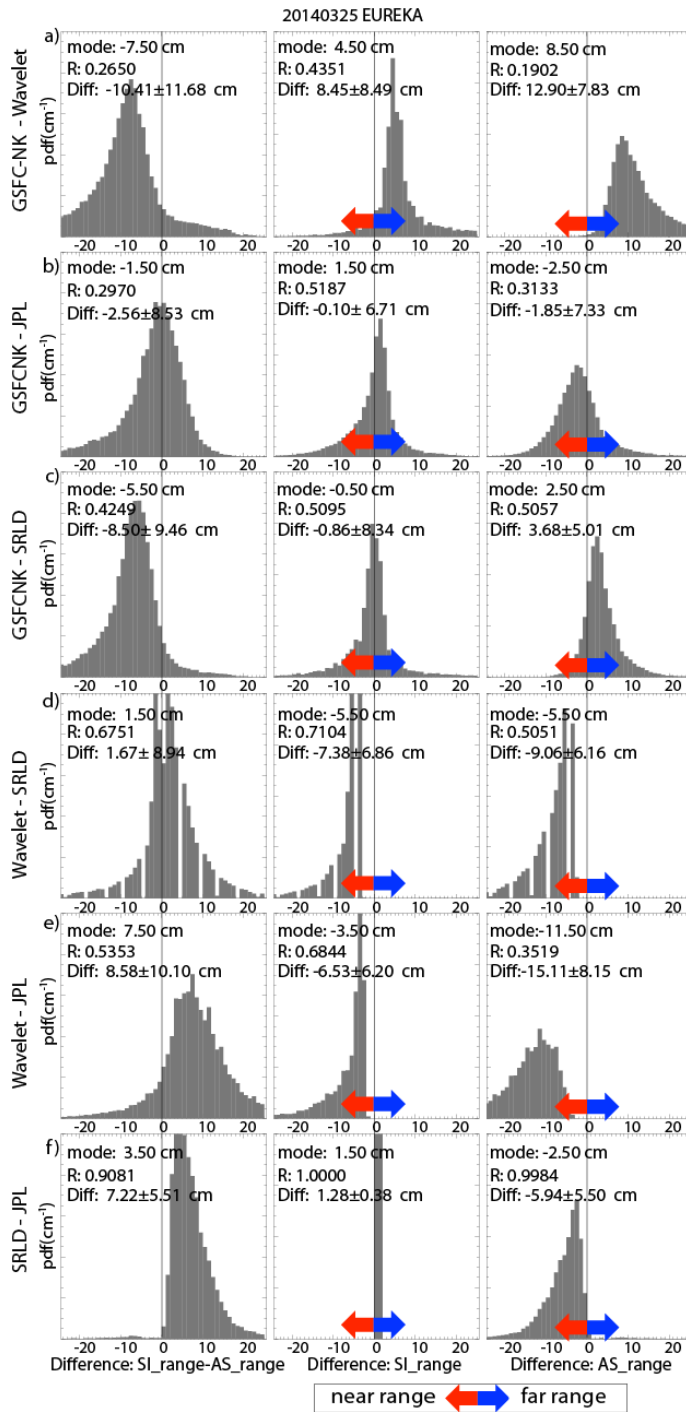 20140325 EUREKA
a)
GSFC-NK - Wavelet
pdf(cm-1)
mode: -7.50 cm
R: 0.2650
Diff: -10.41±11.68 cm
mode: 4.50 cm
R: 0.4351
Diff: 8.45±8.49 cm
mode: 8.50 cm
R: 0.1902
Diff: 12.90±7.83 cm
-20 -10 0 10 20
-20 -10 0 10 20
-20 -10 0 10 20
b)
GSFCNK - JPL
pdf(cm-1)
mode: -1.50 cm
R: 0.2970
Diff: -2.56±8.53 cm
mode: 1.50 cm
R: 0.5187
Diff: -0.10± 6.71 cm
mode: -2.50 cm
R: 0.3133
Diff: -1.85±7.33 cm
-20 -10 0 10 20
-20 -10 0 10 20
-20 -10 0 10 20
c)
GSFCNK - SRLD
pdf(cm-1)
mode: -5.50 cm
R: 0.4249
Diff: -8.50± 9.46 cm
mode: -0.50 cm
R: 0.5095
Diff: -0.86±8.34 cm
mode: 2.50 cm
R: 0.5057
Diff: 3.68±5.01 cm
-20 -10 0 10 20
-20 -10 0 10 20
-20 -10 0 10 20
d)
Wavelet - SRLD
pdf(cm-1)
mode: 1.50 cm
R: 0.6751
Diff: 1.67± 8.94 cm
mode: -5.50 cm
R: 0.7104
Diff: -7.38±6.86 cm
mode: -5.50 cm
R: 0.5051
Diff: -9.06±6.16 cm
-20 -10 0 10 20
-20 -10 0 10 20
-20 -10 0 10 20
e)
Wavelet - JPL
pdf(cm-1)
mode: 7.50 cm
R: 0.5353
Diff: 8.58±10.10 cm
mode: -3.50 cm
R: 0.6844
Diff: -6.53±6.20 cm
mode:-11.50 cm
R: 0.3519
Diff:-15.11±8.15 cm
-20 -10 0 10 20
-20 -10 0 10 20
-20 -10 0 10 20
f)
SRLD - JPL
pdf(cm-1)
mode: 3.50 cm
R: 0.9081
Diff: 7.22±5.51 cm
mode: 1.50 cm
R: 1.0000
Diff: 1.28±0.38 cm
mode: -2.50 cm
R: 0.9984
Diff: -5.94±5.50 cm
-20 -10 0 10 20
-20 -10 0 10 20
-20 -10 0 10 20
Difference: SI_range-AS_range
Difference: SI_range
Difference: AS_range
near range
far range